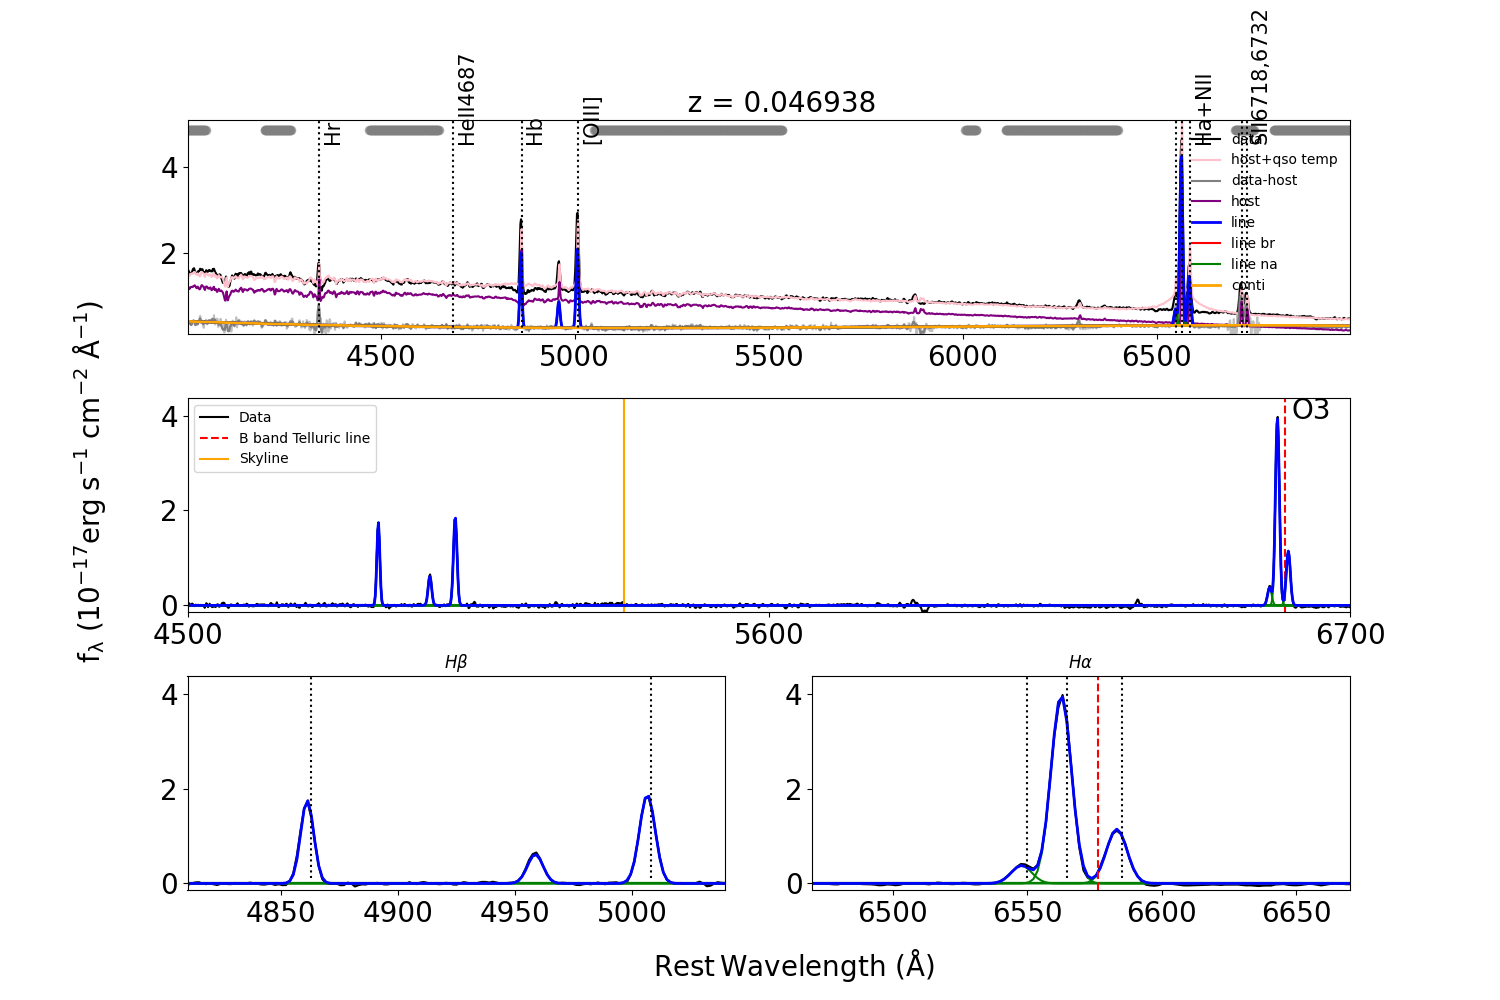 z = 0.046938
Hr
HeII4687
Hb
[OIII]
Ha+NII
SII6718,6732
data
host+qso temp
data-host
host
line
line br
line na
conti
4
2
4500
5000
5500
6000
6500
Data
B band Telluric line
Skyline
O3
4
2
0
4500
5600
6700
fλ (10⁻¹⁷erg s⁻¹ cm⁻² Å⁻¹)
Hβ
4
2
0
4850
4900
4950
5000
Hα
4
2
0
6500
6550
6600
6650
Rest Wavelength (Å)